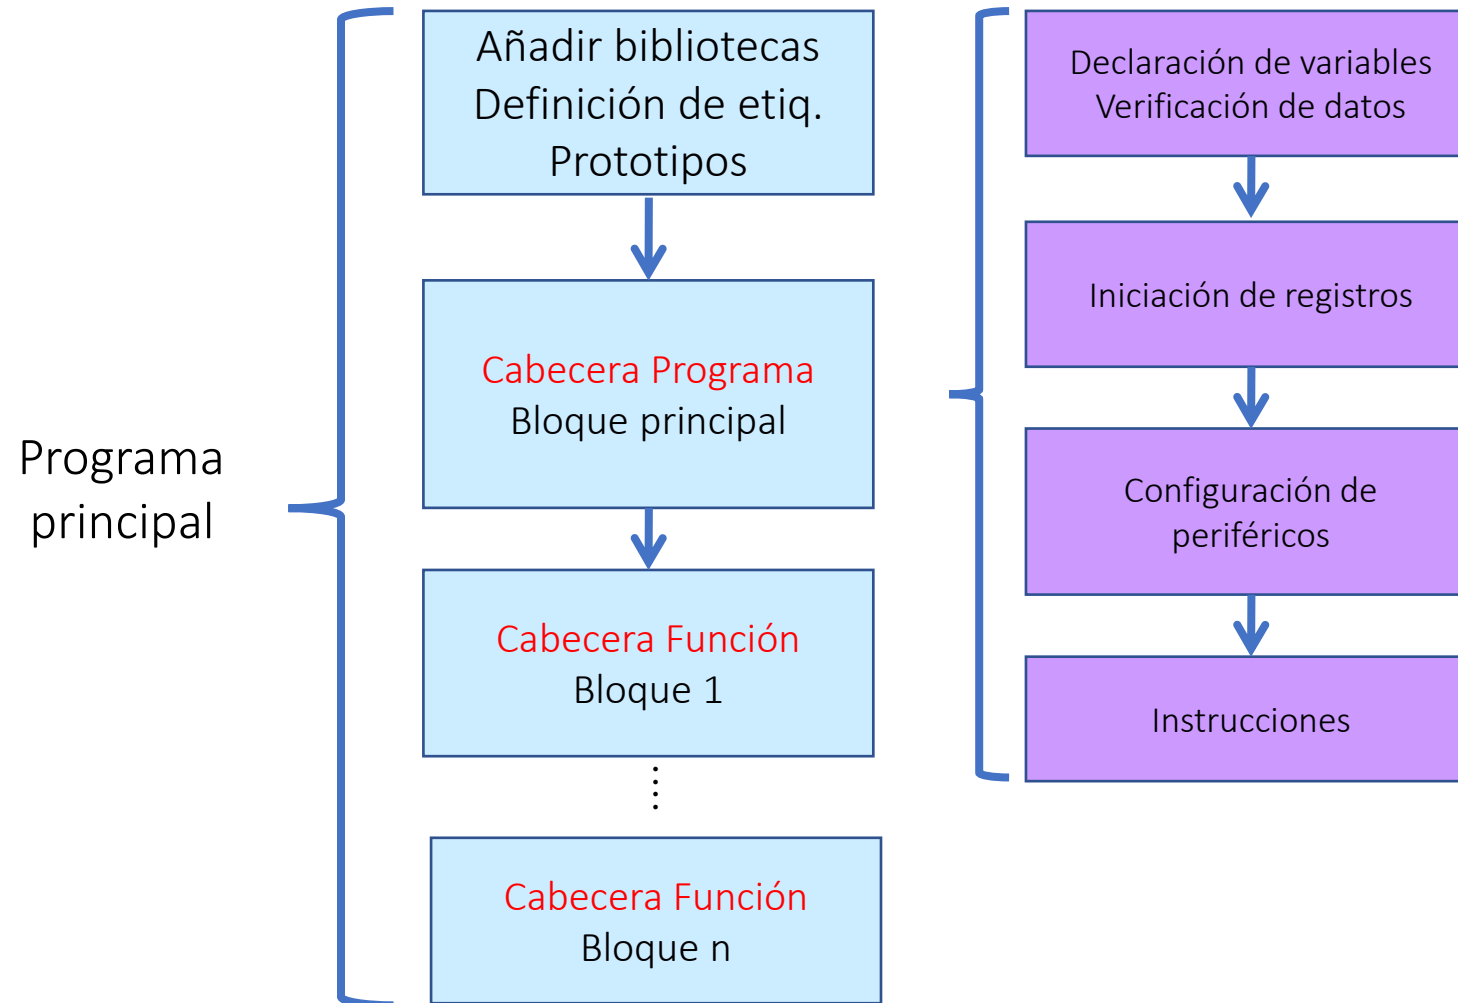 Programa
principal
Añadir bibliotecas
Definición de etiq.
Prototipos
Cabecera Programa
Bloque principal
Cabecera Función
Bloque 1
Cabecera Función
Bloque n
Declaración de variables
Verificación de datos
Iniciación de registros
Configuración de
periféricos
Instrucciones